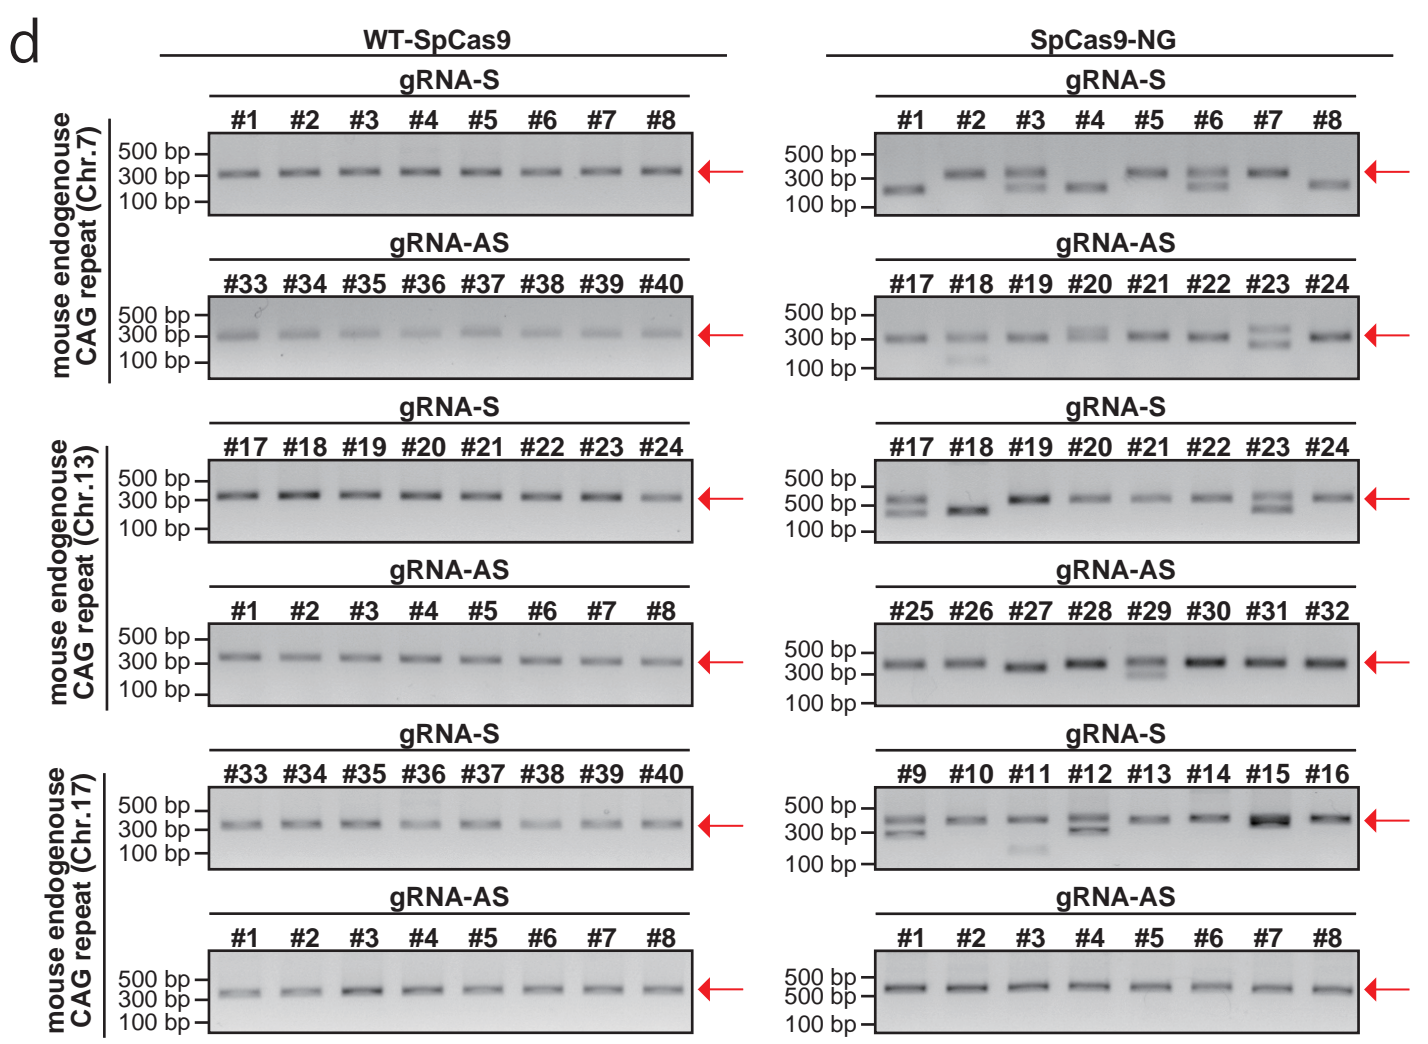 d
WT-SpCas9
SpCas9-NG
mouse endogenouse
CAG repeat (Chr.7)
gRNA-S
#1 #2 #3 #4 #5 #6 #7 #8
500 bp
300 bp
100 bp
gRNA-S
#1 #2 #3 #4 #5 #6 #7 #8
500 bp
300 bp
100 bp
gRNA-AS
#33 #34 #35 #36 #37 #38 #39 #40
500 bp
300 bp
100 bp
gRNA-AS
#17 #18 #19 #20 #21 #22 #23 #24
500 bp
300 bp
100 bp
mouse endogenouse
CAG repeat (Chr.13)
gRNA-S
#17 #18 #19 #20 #21 #22 #23 #24
500 bp
300 bp
100 bp
gRNA-S
#17 #18 #19 #20 #21 #22 #23 #24
500 bp
500 bp
100 bp
gRNA-AS
#1 #2 #3 #4 #5 #6 #7 #8
500 bp
300 bp
100 bp
gRNA-AS
#25 #26 #27 #28 #29 #30 #31 #32
500 bp
300 bp
100 bp
mouse endogenouse
CAG repeat (Chr.17)
gRNA-S
#33 #34 #35 #36 #37 #38 #39 #40
500 bp
300 bp
100 bp
gRNA-S
#9 #10 #11 #12 #13 #14 #15 #16
500 bp
300 bp
100 bp
gRNA-AS
#1 #2 #3 #4 #5 #6 #7 #8
500 bp
300 bp
100 bp
gRNA-AS
#1 #2 #3 #4 #5 #6 #7 #8
500 bp
500 bp
100 bp